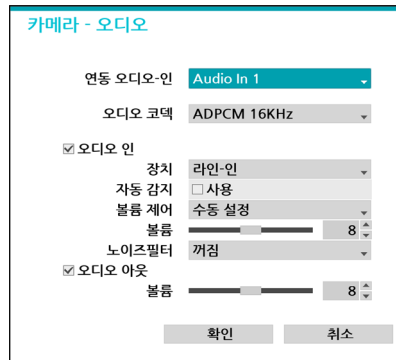 카메라 - 오디오
연동 오디오-인 Audio In 1
오디오 코덱 ADPCM 16KHz
오디오 인
장치 라인-인
자동 감지 사용
볼륨 제어 수동 설정
볼륨 8
노이즈필터 꺼짐
오디오 아웃
볼륨 8
확인 취소